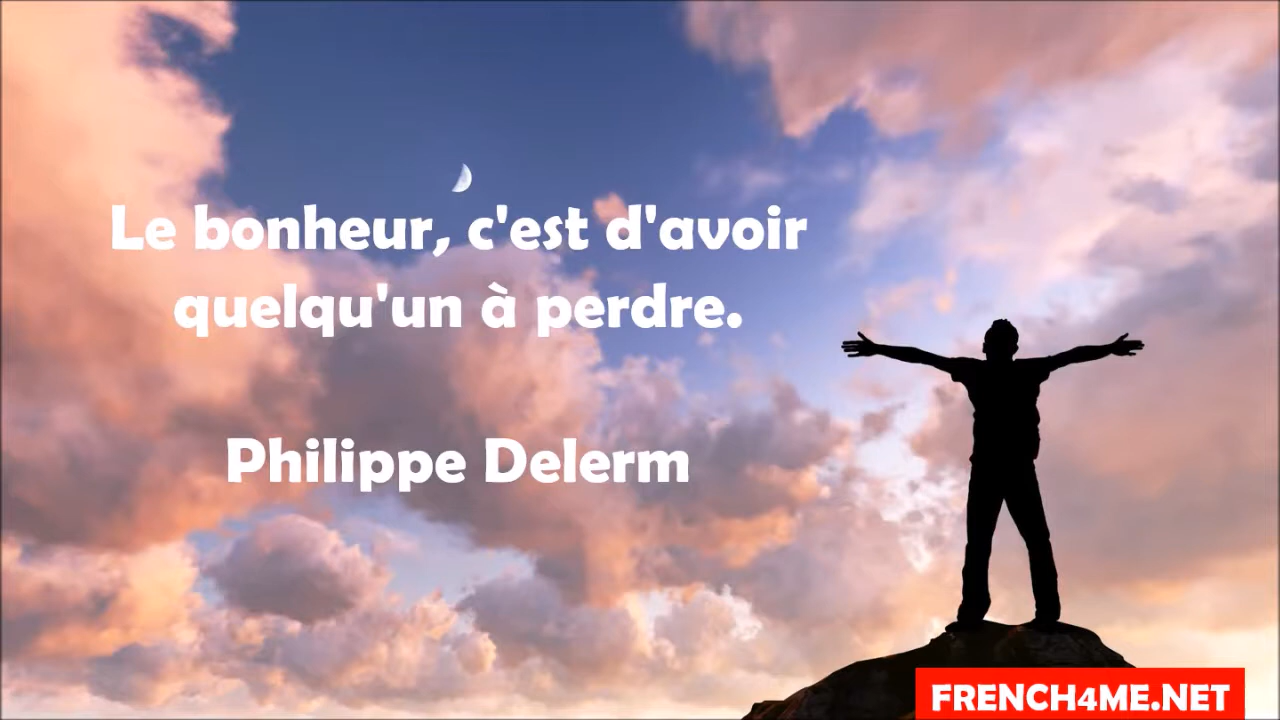 Le bonheur, c'est d'avoir
quelqu'un à perdre.
Philippe Delerm
FRENCH4ME.NET